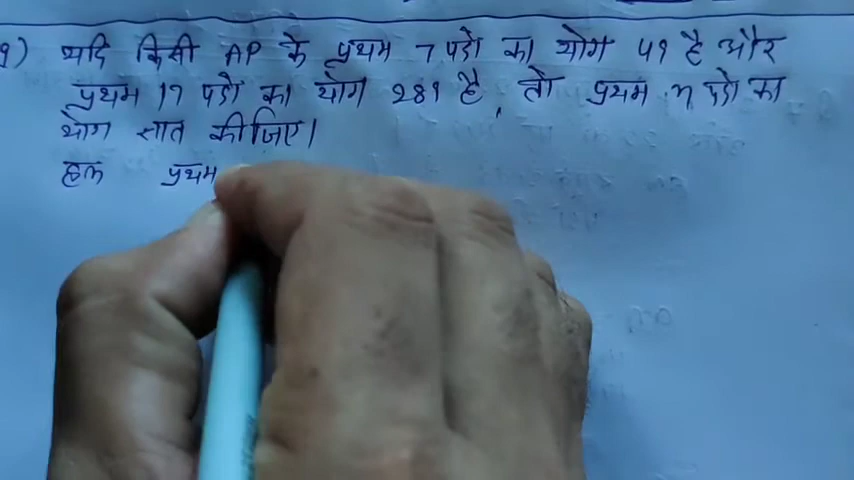 9) यदि किसी AP के प्रथम 7 पदो का योग 49 है और
प्रथम 17 पदो का योग 289 है, तो प्रथम n पदो का
योग ज्ञात कीजिए।
हल प्रथम